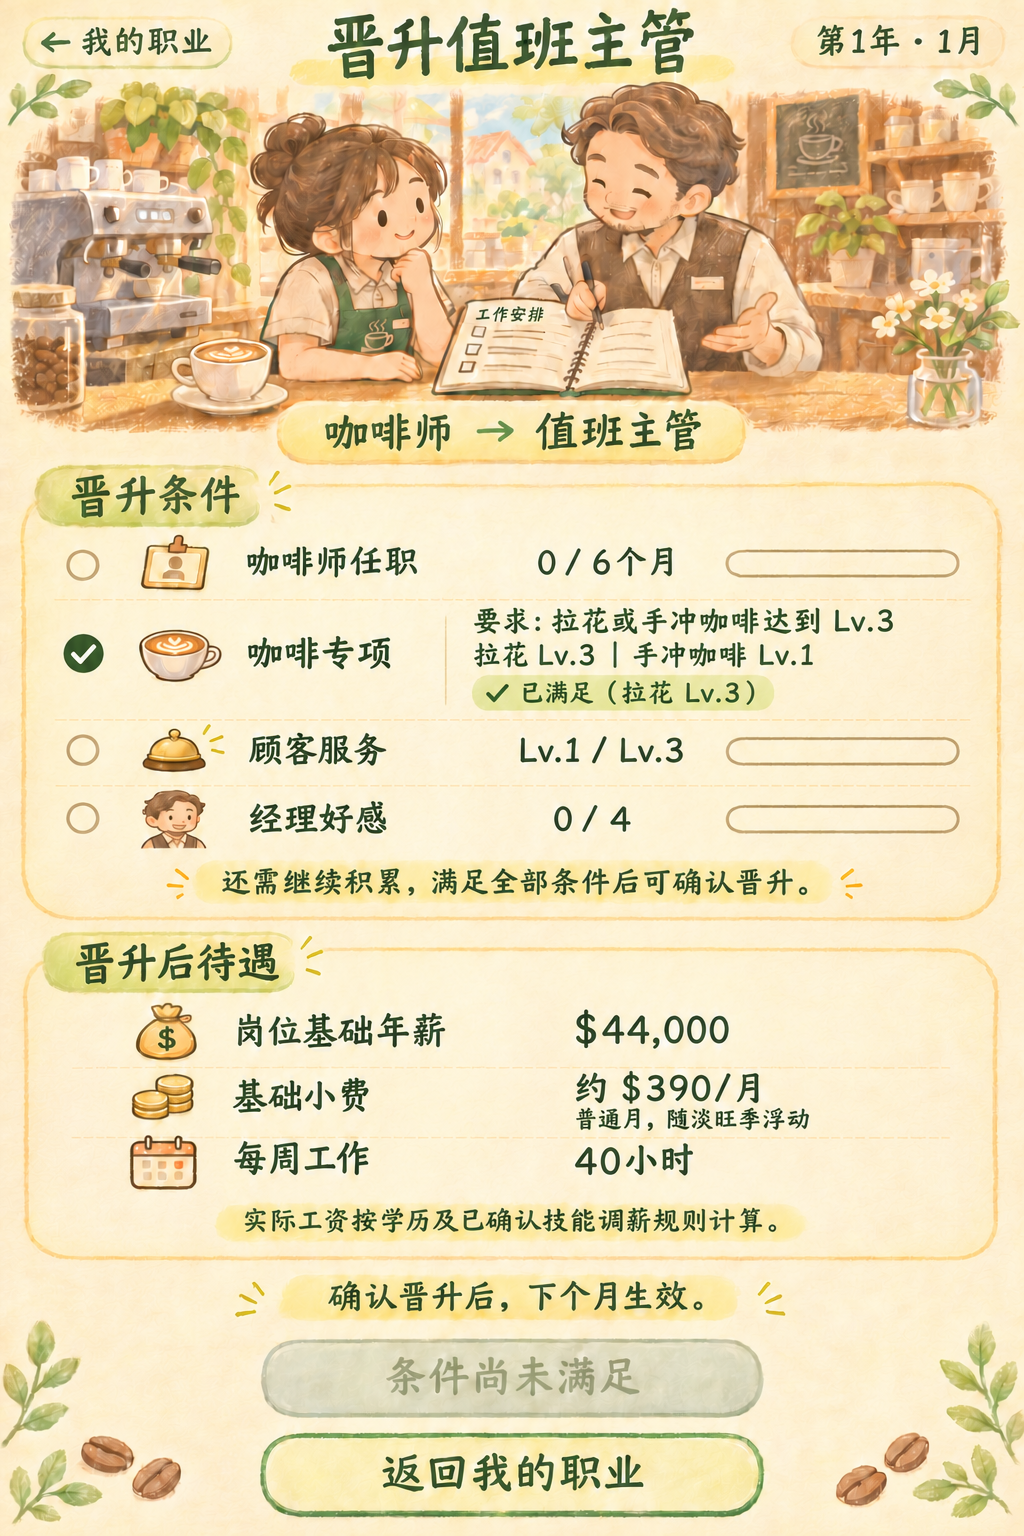 ← 我的职业
晋升值班主管
第1年·1月
工作安排
咖啡师 → 值班主管
晋升条件
咖啡师任职 0 / 6个月
咖啡专项
要求：拉花或手冲咖啡达到 Lv.3
拉花 Lv.3 | 手冲咖啡 Lv.1
✓ 已满足（拉花 Lv.3）
顾客服务 Lv.1 / Lv.3
经理好感 0 / 4
还需继续积累，满足全部条件后可确认晋升。
晋升后待遇
$
岗位基础年薪 $44,000
基础小费 约 $390/月
普通月，随淡旺季浮动
每周工作 40小时
实际工资按学历及已确认技能调薪规则计算。
确认晋升后，下个月生效。
条件尚未满足
返回我的职业